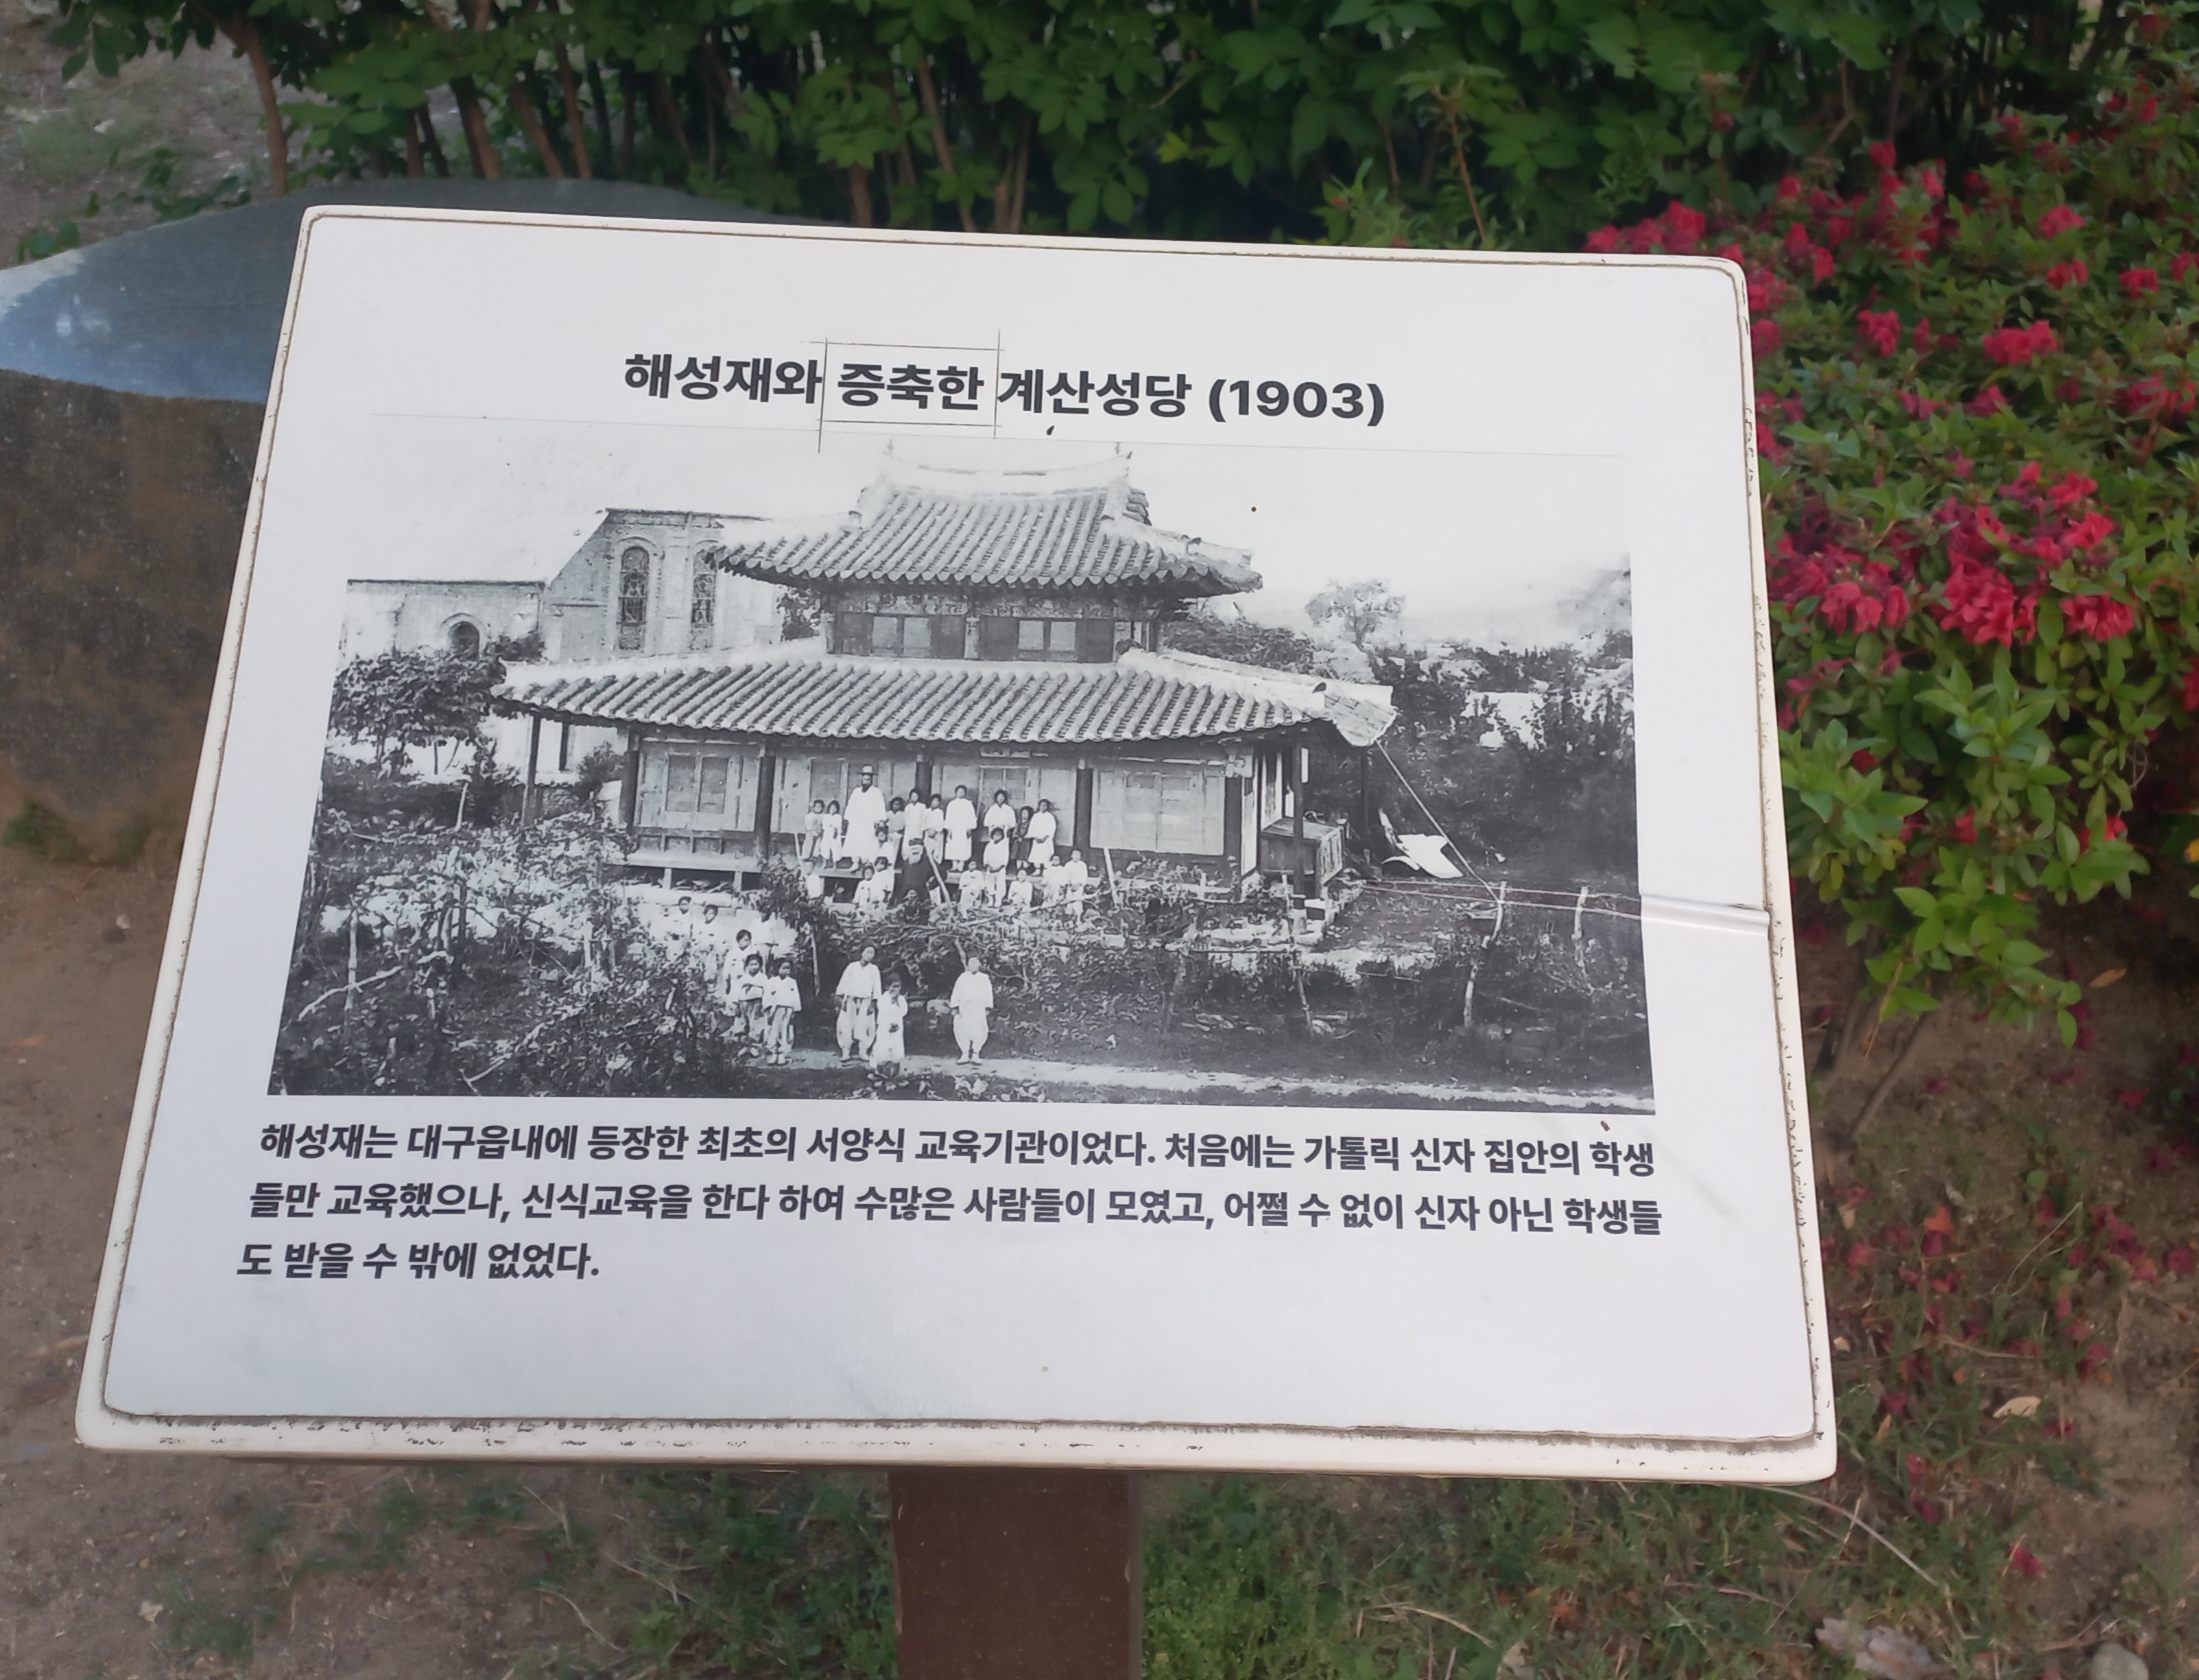 해성재와 증축한 계산성당 (1903)
해성재는 대구읍내에 등장한 최초의 서양식 교육기관이었다. 처음에는 가톨릭 신자 집안의 학생
들만 교육했으나, 신식교육을 한다 하여 수많은 사람들이 모였고, 어쩔 수 없이 신자 아닌 학생들
도 받을 수 밖에 없었다.